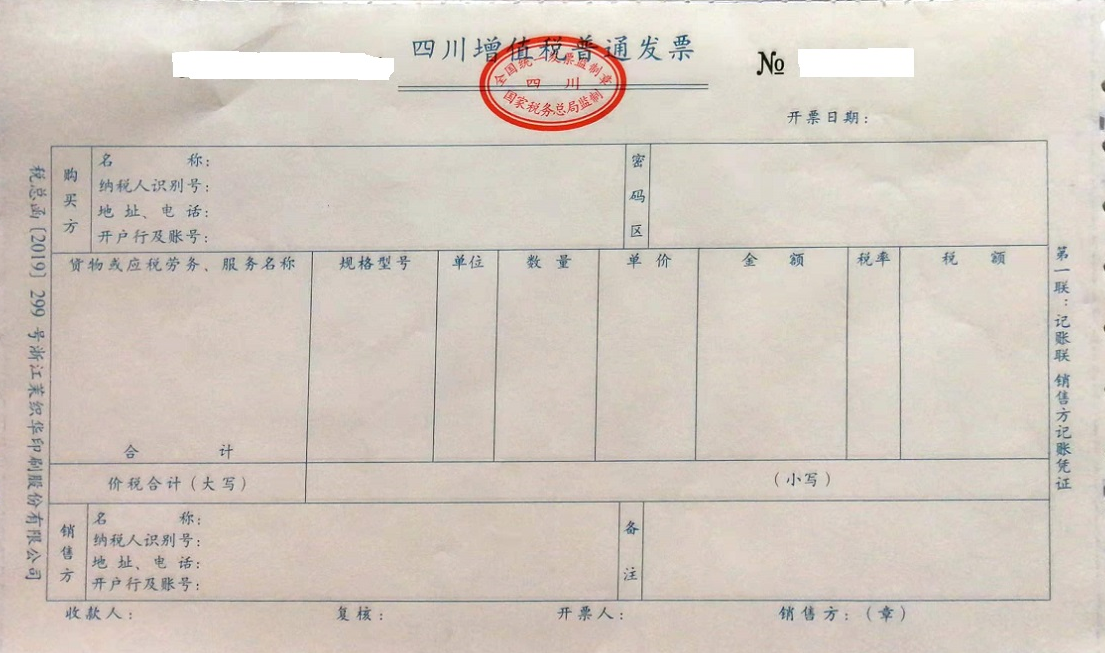 四川增值税普通发票
№
全国统一发票监制章
四川
国家税务总局监制
开票日期：
购买方
名称：
纳税人识别号：
地址、电话：
开户行及账号：
密码区
货物或应税劳务、服务名称 规格型号 单位 数量 单价 金额 税率 税额
合计
价税合计（大写） （小写）
销售方
名称：
纳税人识别号：
地址、电话：
开户行及账号：
备注
收款人： 复核： 开票人： 销售方：（章）
税总函〔2019〕299号浙江莱织华印刷股份有限公司
第一联：记账联 销售方记账凭证